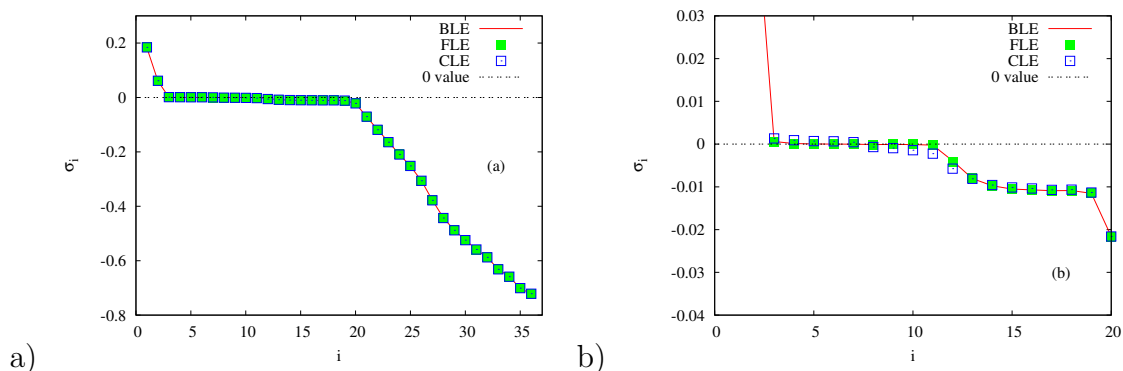 BLE
FLE
CLE
0 value
0.2
0
-0.2
-0.4
-0.6
-0.8
σi
(a)
0 5 10 15 20 25 30 35
i
a)
BLE
FLE
CLE
0 value
0.03
0.02
0.01
0
-0.01
-0.02
-0.03
-0.04
σi
(b)
0 5 10 15 20
i
b)